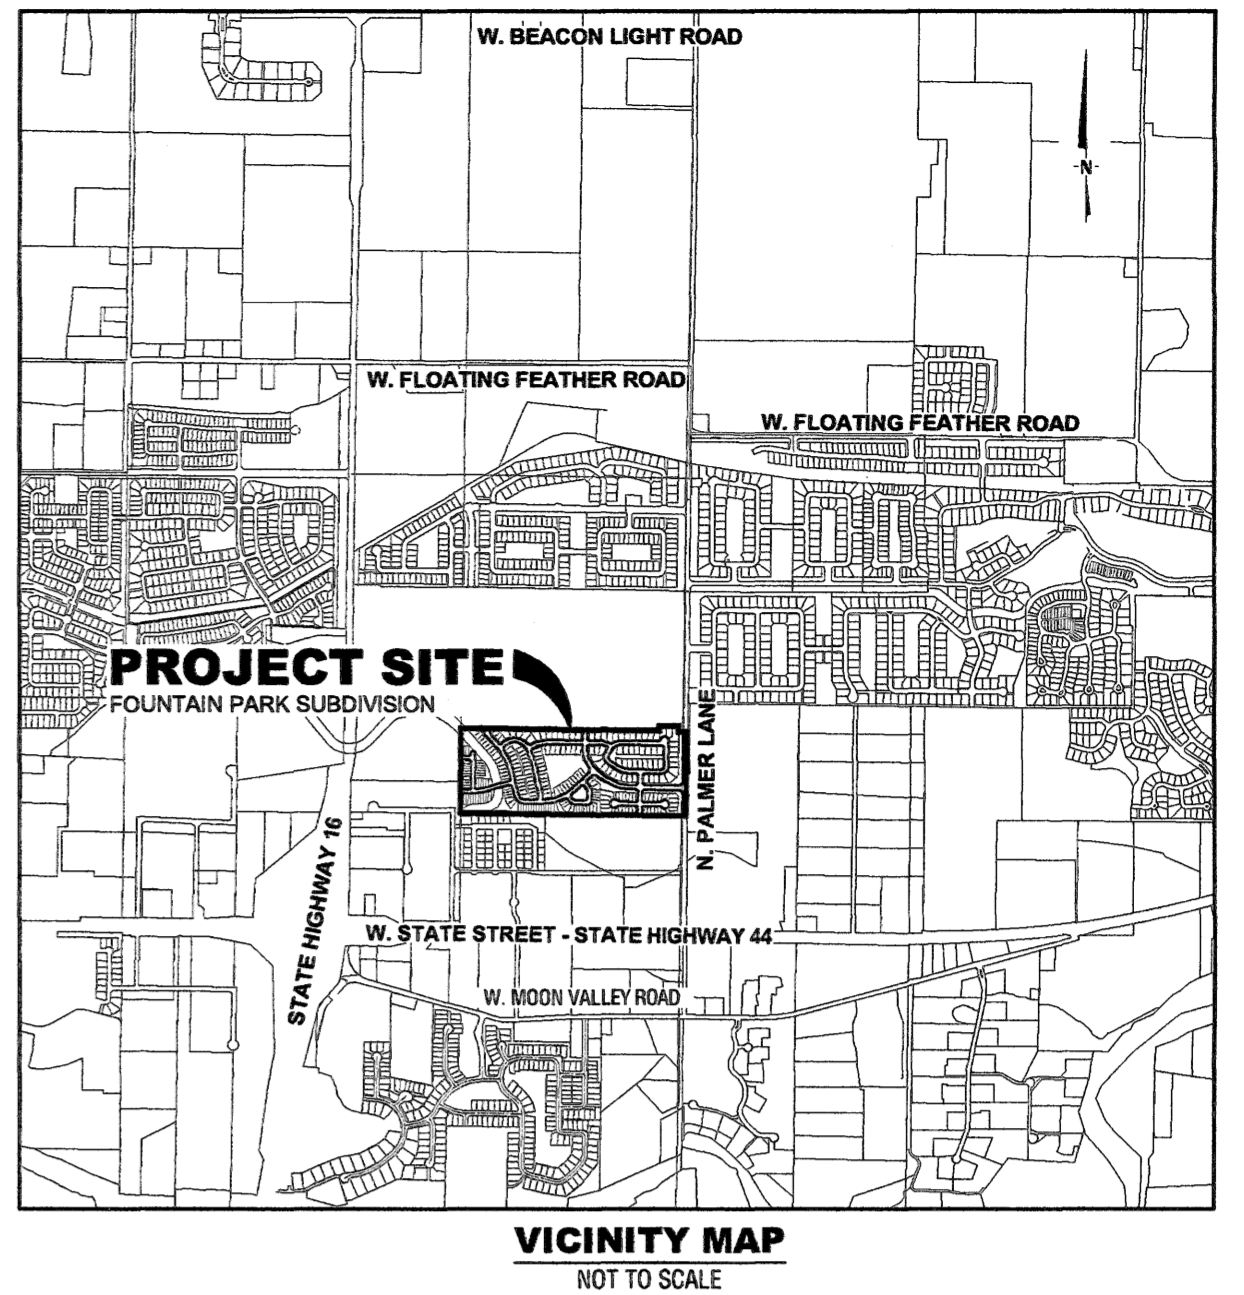 W. BEACON LIGHT ROAD
-N-
W. FLOATING FEATHER ROAD
W. FLOATING FEATHER ROAD
PROJECT SITE
FOUNTAIN PARK SUBDIVISION
N. PALMER LANE
STATE HIGHWAY 16
W. STATE STREET - STATE HIGHWAY 44
W. MOON VALLEY ROAD
VICINITY MAP
NOT TO SCALE